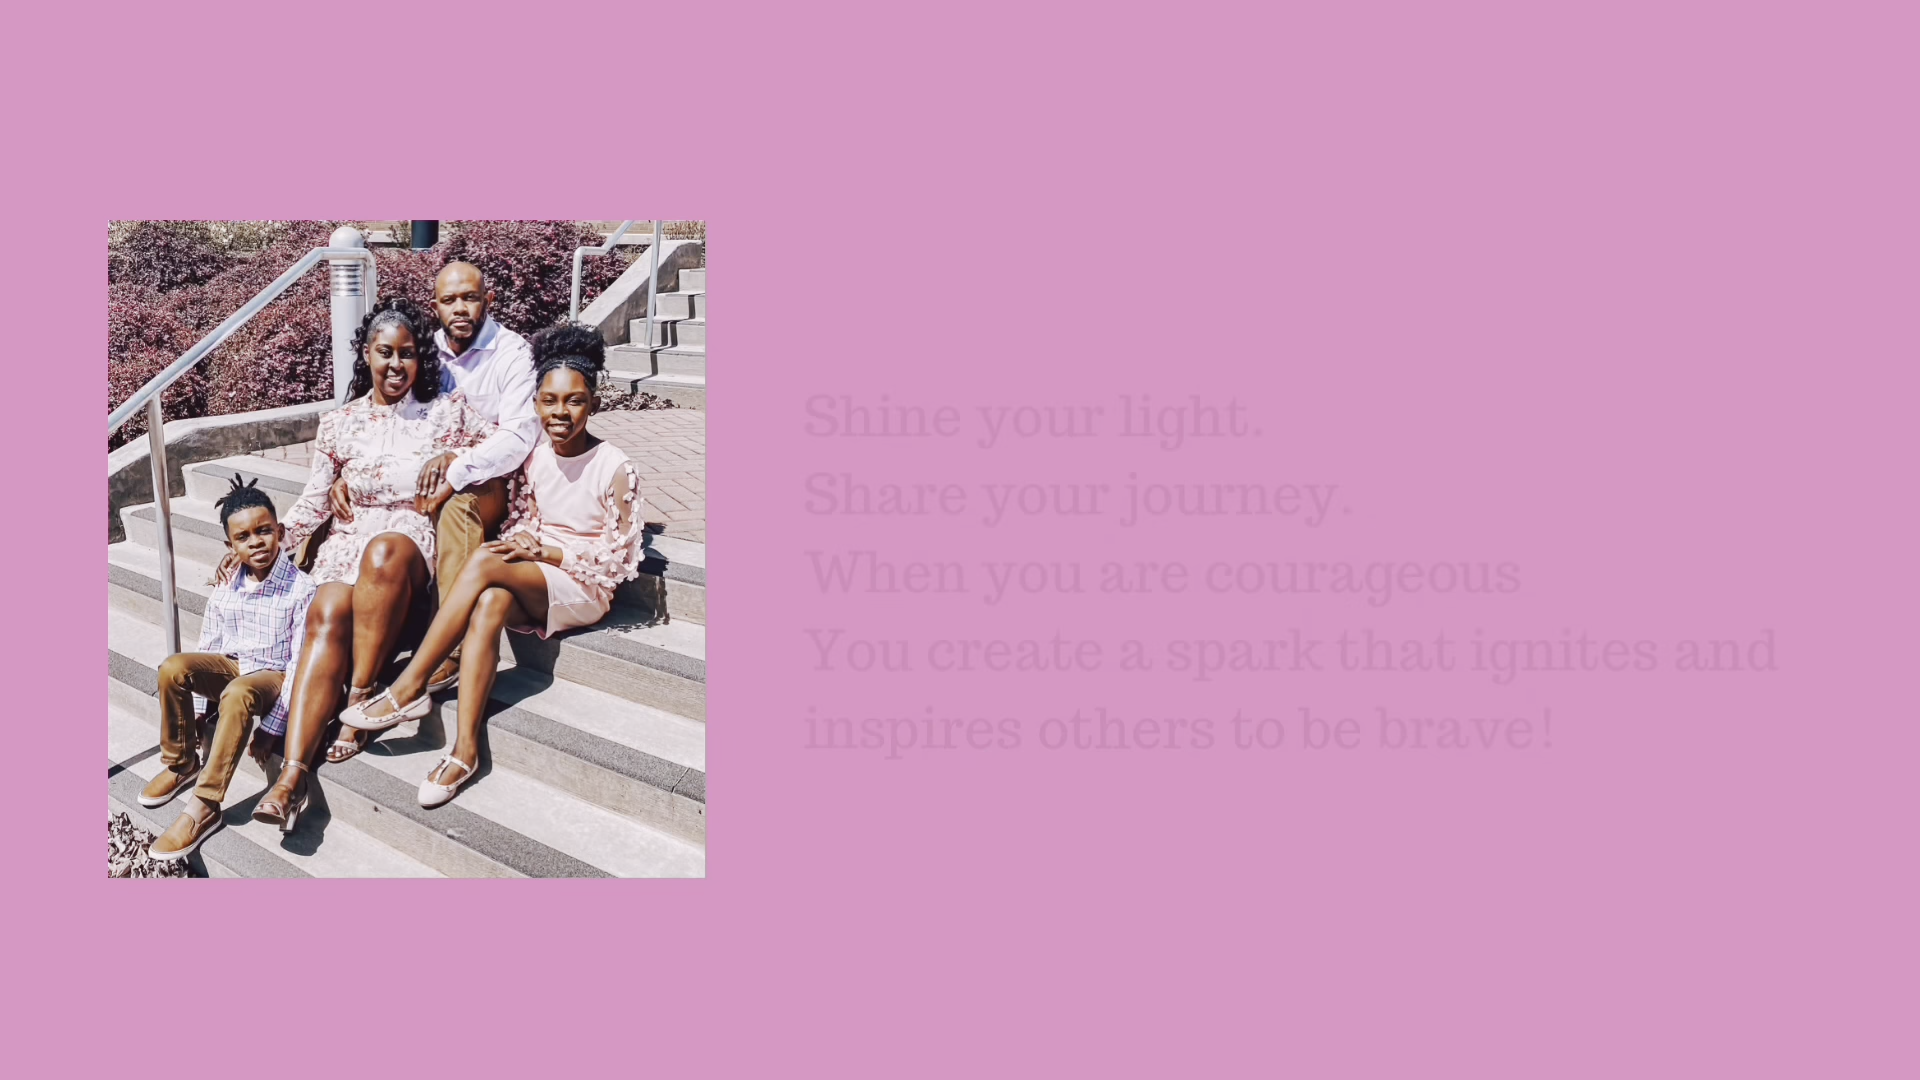 Shine your light.
Share your journey.
When you are courageous
You create a spark that ignites and
inspires others to be brave!